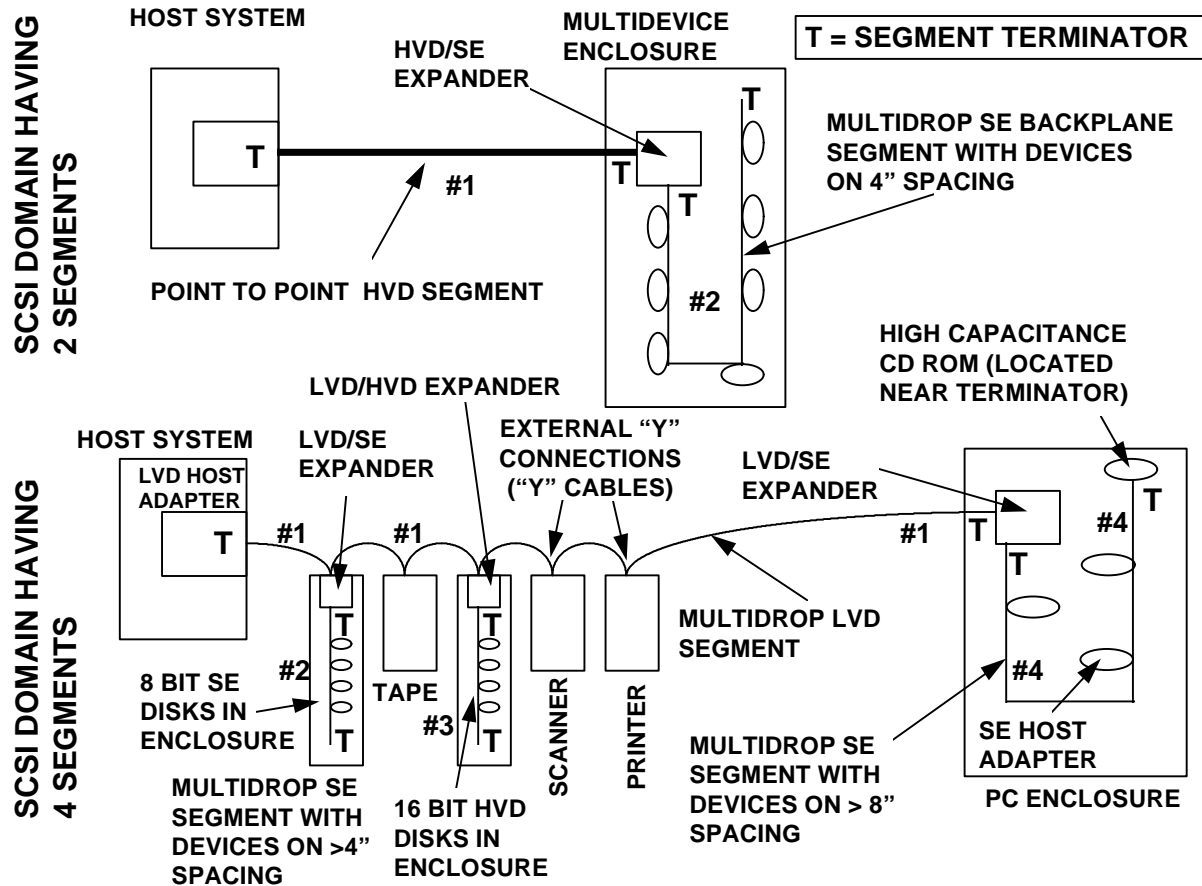 SCSI DOMAIN HAVING
2 SEGMENTS
HOST SYSTEM
T
HVD/SE
EXPANDER
MULTIDEVICE
ENCLOSURE
T = SEGMENT TERMINATOR
#1
POINT TO POINT HVD SEGMENT
T
T
T
#2
MULTIDROP SE BACKPLANE
SEGMENT WITH DEVICES
ON 4” SPACING
SCSI DOMAIN HAVING
4 SEGMENTS
HOST SYSTEM
LVD HOST
ADAPTER
T
#1
LVD/SE
EXPANDER
#1
LVD/HVD EXPANDER
EXTERNAL “Y”
CONNECTIONS
(“Y” CABLES)
LVD/SE
EXPANDER
HIGH CAPACITANCE
CD ROM (LOCATED
NEAR TERMINATOR)
#1
MULTIDROP LVD
SEGMENT
T
#2
T
8 BIT SE
DISKS IN
ENCLOSURE
MULTIDROP SE
SEGMENT WITH
DEVICES ON >4”
SPACING
TAPE
T
#3
T
16 BIT HVD
DISKS IN
ENCLOSURE
SCANNER
PRINTER
T
T
#4
T
#4
MULTIDROP SE
SEGMENT WITH
DEVICES ON > 8”
SPACING
SE HOST
ADAPTER
PC ENCLOSURE